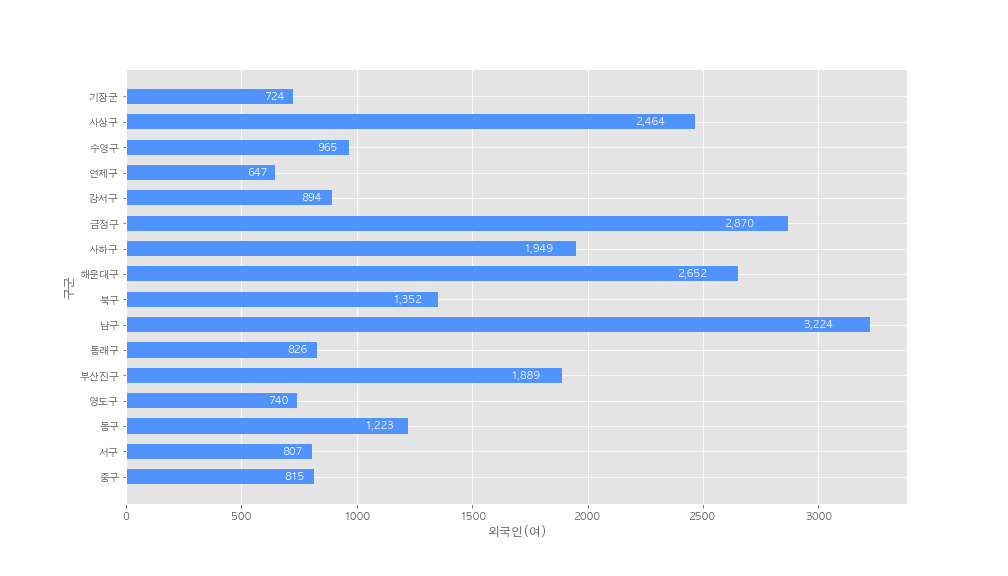 기장군 724
사상구 2,464
수영구 965
연제구 647
강서구 894
금정구 2,870
사하구 1,949
해운대구 2,652
북구 1,352
남구 3,224
동래구 826
부산진구 1,889
영도구 740
동구 1,223
서구 807
중구 815
구군
0 500 1000 1500 2000 2500 3000
외국인(여)